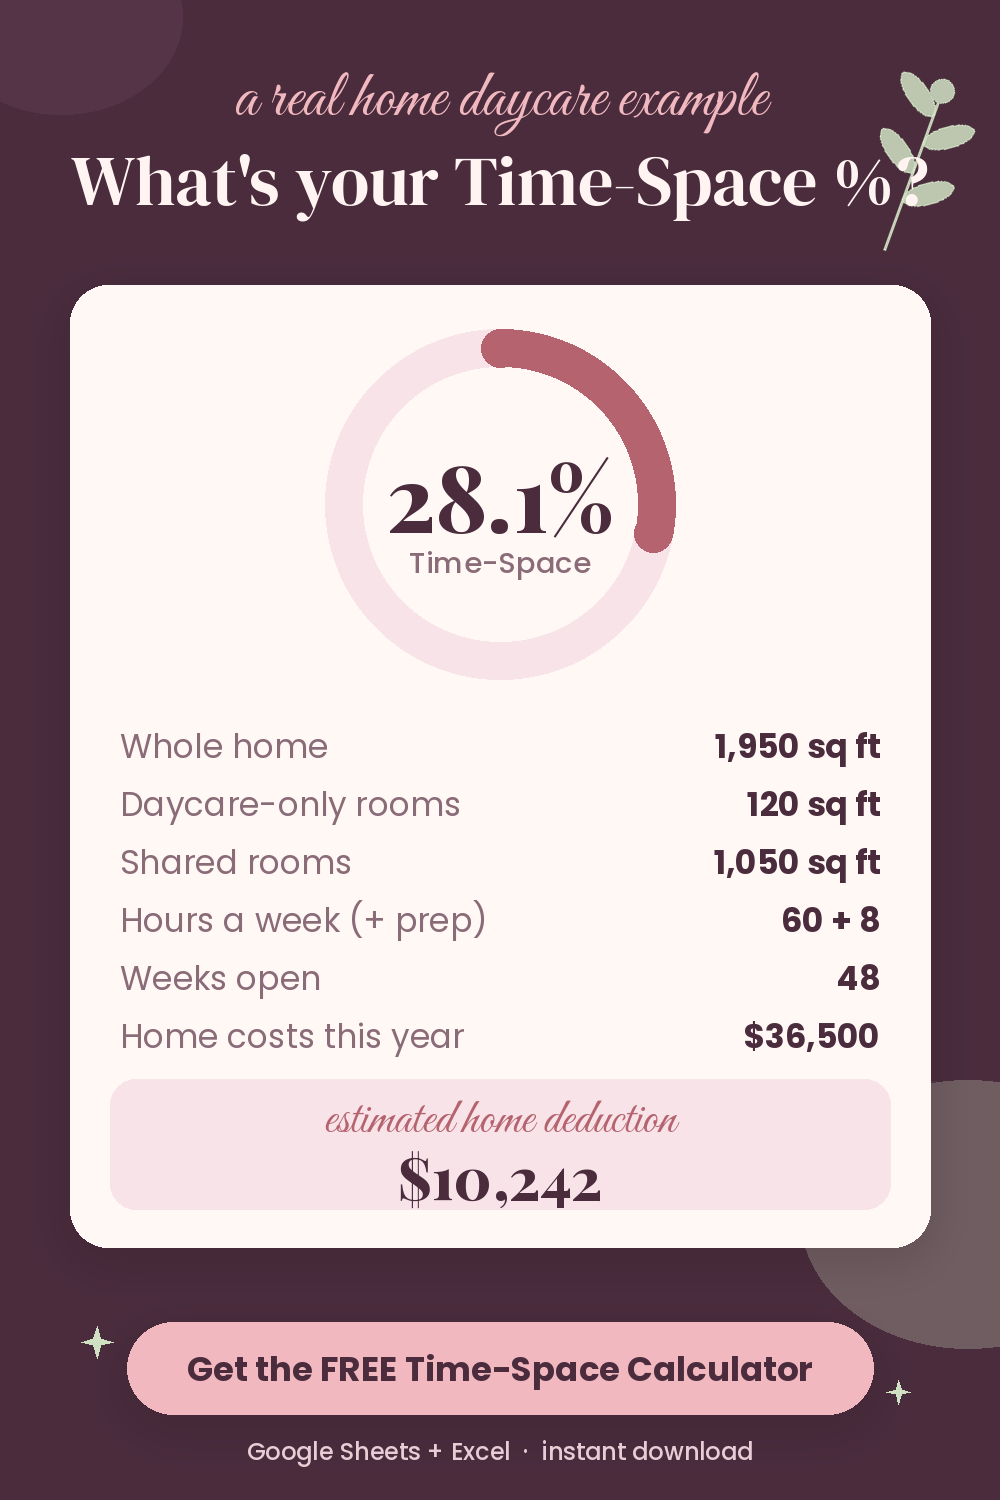 a real home daycare example
What's your Time-Space %?
28.1%
Time-Space
Whole home 1,950 sq ft
Daycare-only rooms 120 sq ft
Shared rooms 1,050 sq ft
Hours a week (+ prep) 60 + 8
Weeks open 48
Home costs this year $36,500
estimated home deduction
$10,242
Get the FREE Time-Space Calculator
Google Sheets + Excel · instant download